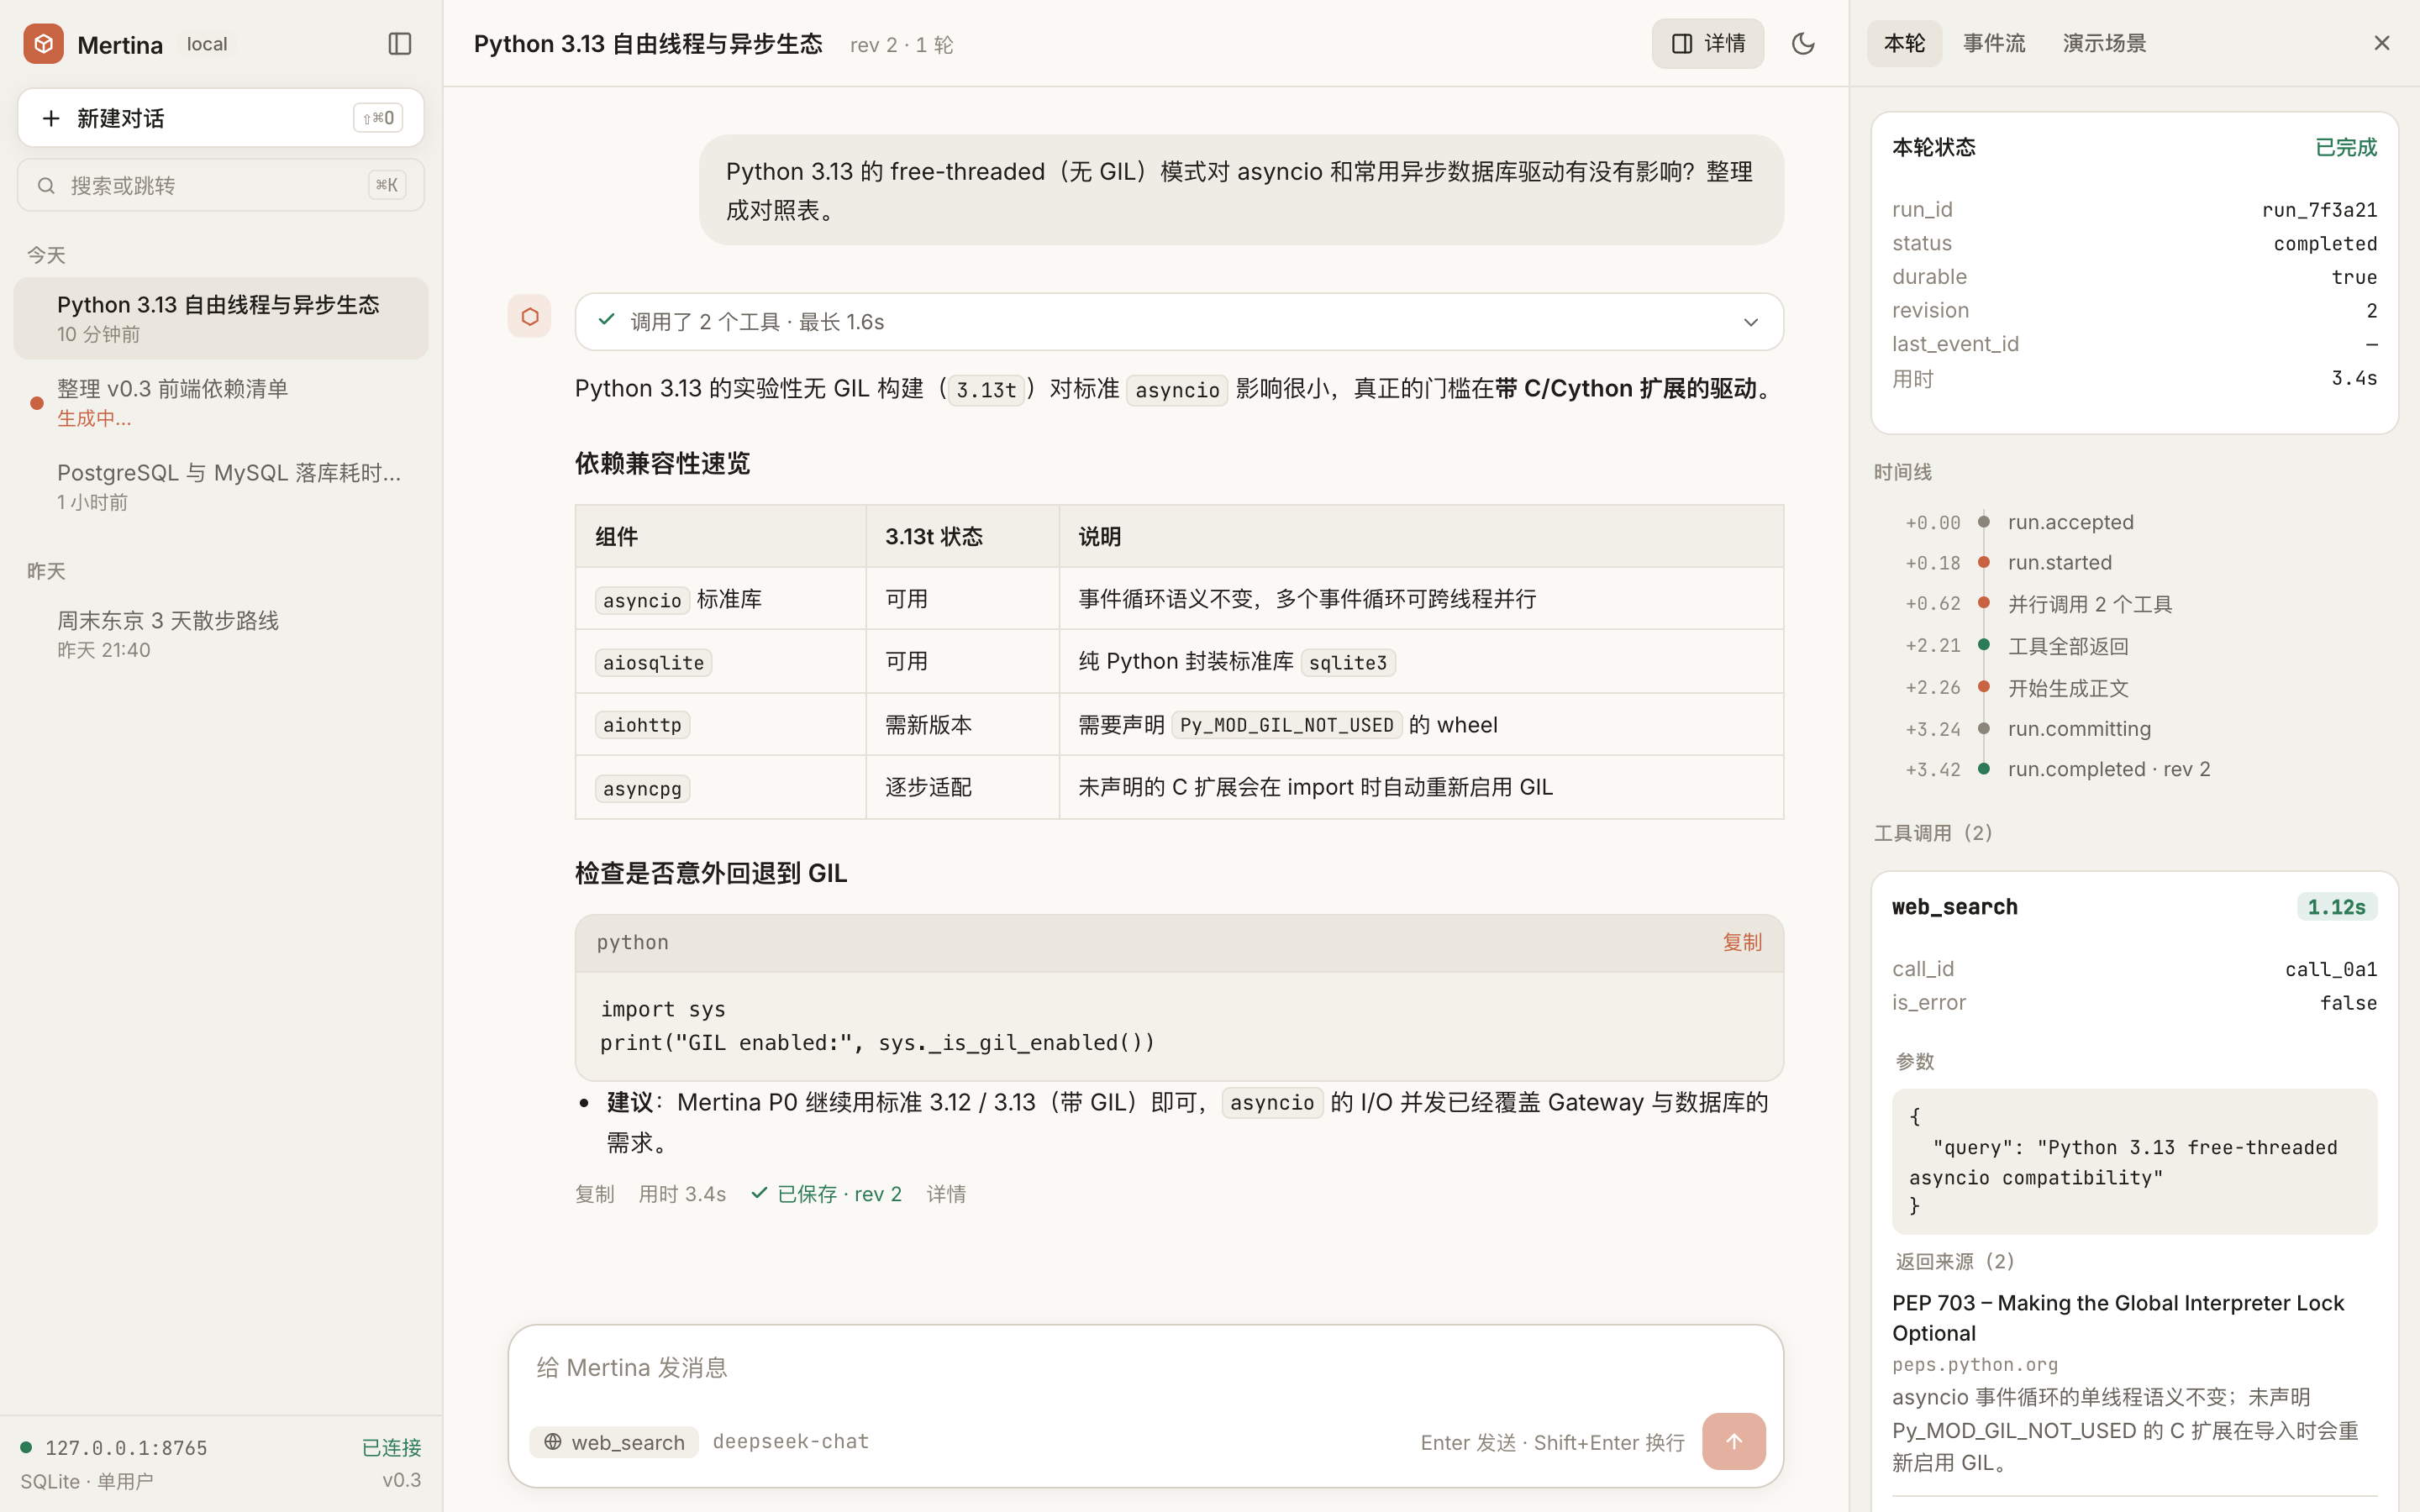 Mertina local
新建对话 ⇧⌘O
搜索或跳转 ⌘K
今天
Python 3.13 自由线程与异步生态
10 分钟前
整理 v0.3 前端依赖清单
生成中...
PostgreSQL 与 MySQL 落库耗时...
1 小时前
昨天
周末东京 3 天散步路线
昨天 21:40
127.0.0.1:8765 已连接
SQLite · 单用户 v0.3
Python 3.13 自由线程与异步生态 rev 2 · 1 轮
详情
Python 3.13 的 free-threaded（无 GIL）模式对 asyncio 和常用异步数据库驱动有没有影响？整理
成对照表。
调用了 2 个工具 · 最长 1.6s
Python 3.13 的实验性无 GIL 构建（3.13t）对标准 asyncio 影响很小，真正的门槛在带 C/Cython 扩展的驱动。
依赖兼容性速览
组件 3.13t 状态 说明
asyncio 标准库 可用 事件循环语义不变，多个事件循环可跨线程并行
aiosqlite 可用 纯 Python 封装标准库 sqlite3
aiohttp 需新版本 需要声明 Py_MOD_GIL_NOT_USED 的 wheel
asyncpg 逐步适配 未声明的 C 扩展会在 import 时自动重新启用 GIL
检查是否意外回退到 GIL
python 复制
import sys
print("GIL enabled:", sys._is_gil_enabled())
• 建议：Mertina P0 继续用标准 3.12 / 3.13（带 GIL）即可，asyncio 的 I/O 并发已经覆盖 Gateway 与数据库的
需求。
复制 用时 3.4s 已保存 · rev 2 详情
给 Mertina 发消息
web_search deepseek-chat Enter 发送 · Shift+Enter 换行
本轮 事件流 演示场景
本轮状态 已完成
run_id run_7f3a21
status completed
durable true
revision 2
last_event_id —
用时 3.4s
时间线
+0.00 run.accepted
+0.18 run.started
+0.62 并行调用 2 个工具
+2.21 工具全部返回
+2.26 开始生成正文
+3.24 run.committing
+3.42 run.completed · rev 2
工具调用（2）
web_search 1.12s
call_id call_0a1
is_error false
参数
{
"query": "Python 3.13 free-threaded
asyncio compatibility"
}
返回来源（2）
PEP 703 – Making the Global Interpreter Lock
Optional
peps.python.org
asyncio 事件循环的单线程语义不变；未声明
Py_MOD_GIL_NOT_USED 的 C 扩展在导入时会重
新启用 GIL。